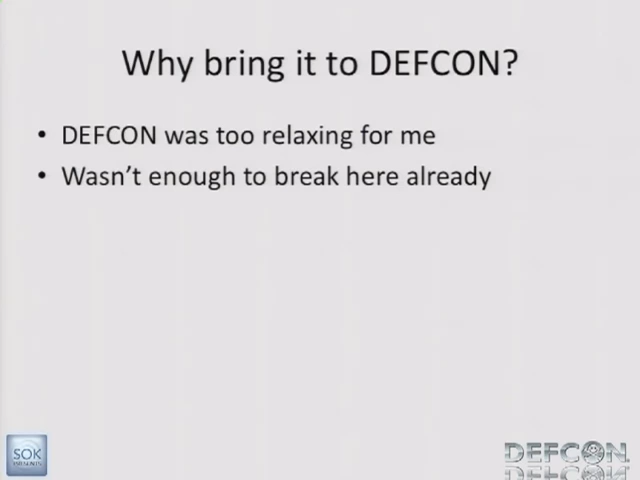 Why bring it to DEFCON?
• DEFCON was too relaxing for me
• Wasn't enough to break here already
SOK
PRESENTS
DEFCON